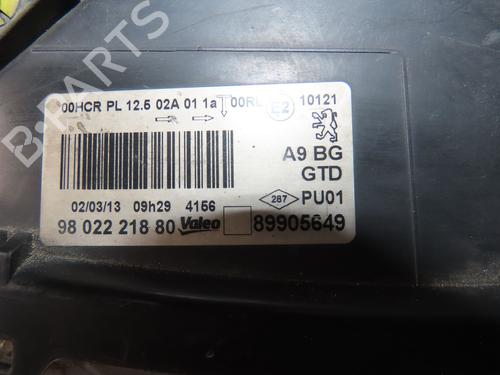 00HCR PL 12.5 02A 01 1a 00RL E2 10121
A9 BG
GTD
02/03/13 09h29 4156 287 PU01
98 022 218 80 Valeo 89905649
B-PARTS